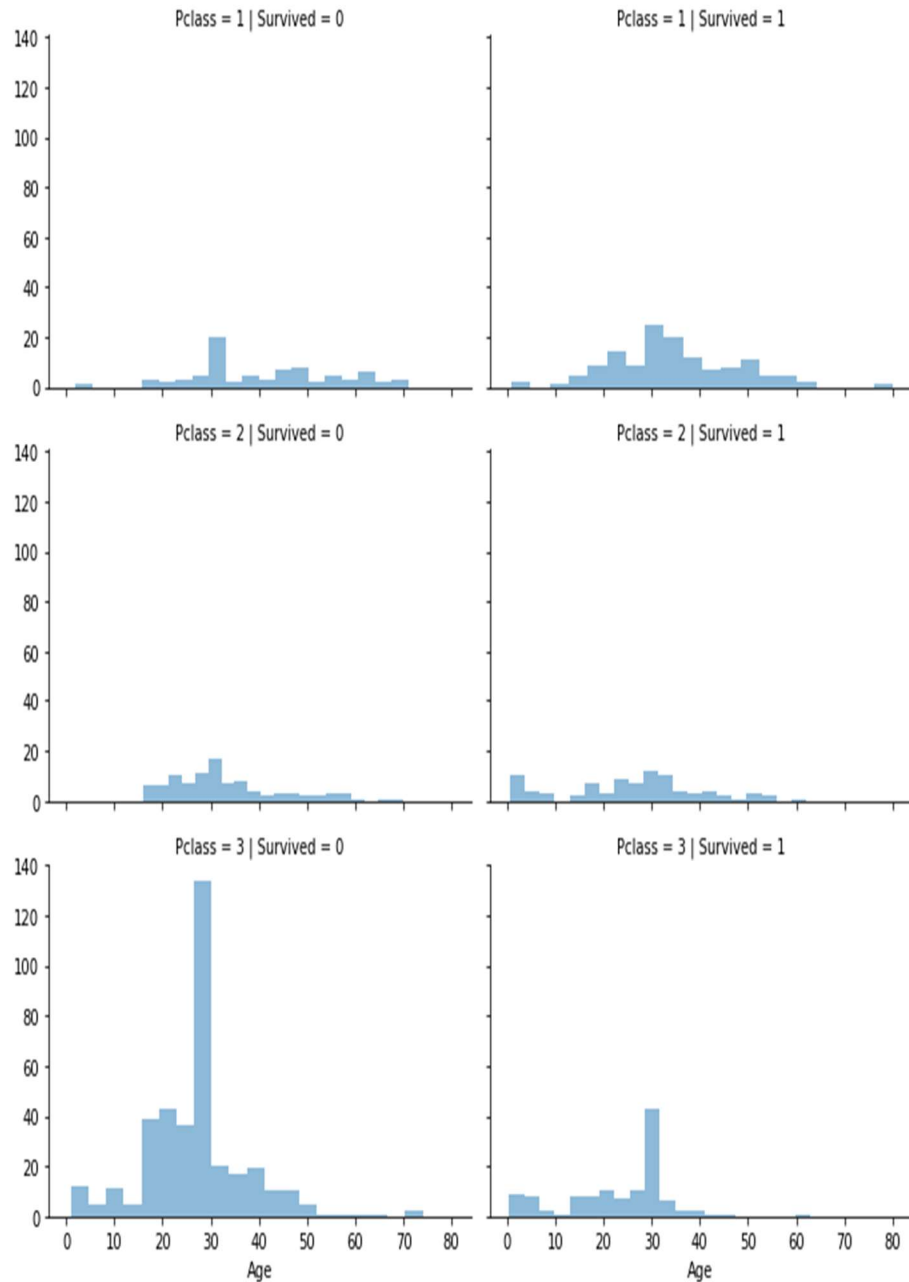 Pclass = 1 | Survived = 0
Pclass = 1 | Survived = 1
140
120
100
80
60
40
20
0
Pclass = 2 | Survived = 0
Pclass = 2 | Survived = 1
140
120
100
80
60
40
20
0
Pclass = 3 | Survived = 0
Pclass = 3 | Survived = 1
140
120
100
80
60
40
20
0
0 10 20 30 40 50 60 70 80
0 10 20 30 40 50 60 70 80
Age
Age